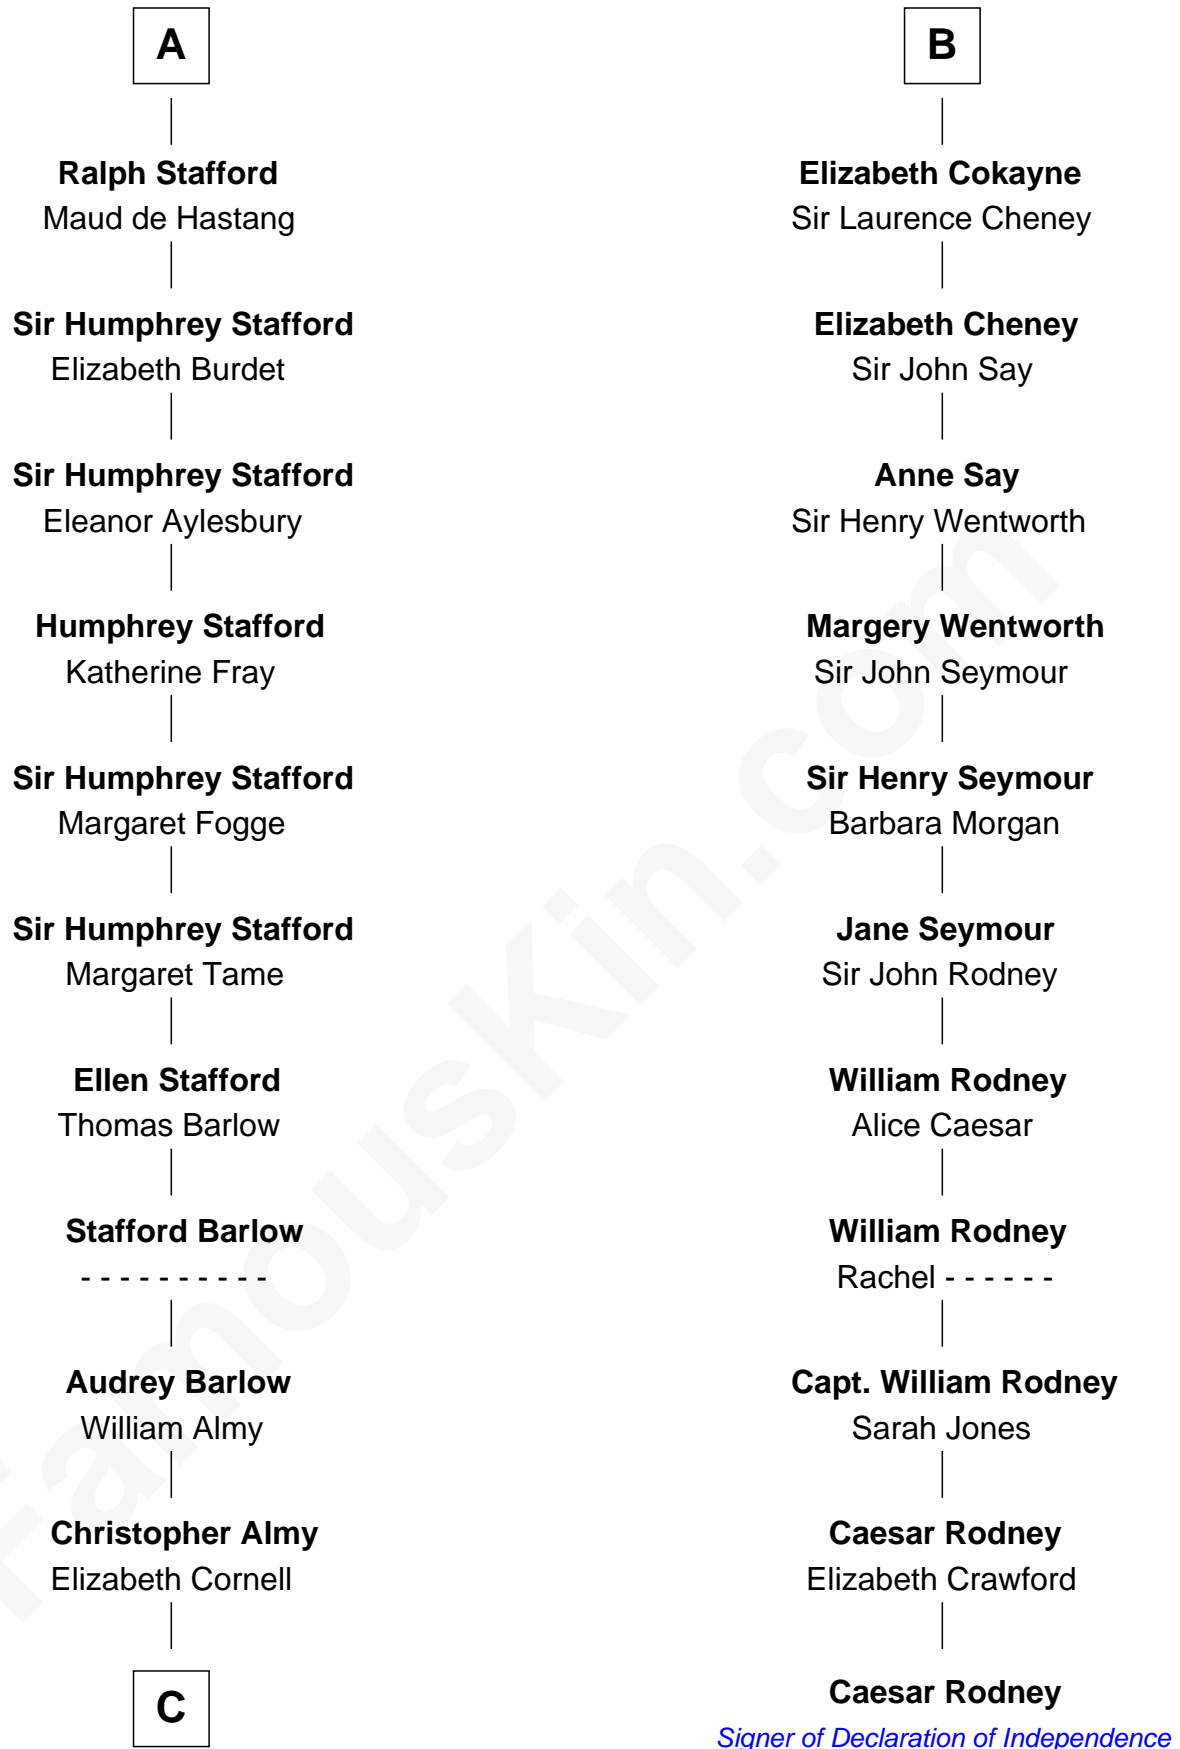 A
Ralph Stafford
Maud de Hastang
Sir Humphrey Stafford
Elizabeth Burdet
Sir Humphrey Stafford
Eleanor Aylesbury
Humphrey Stafford
Katherine Fray
Sir Humphrey Stafford
Margaret Fogge
Sir Humphrey Stafford
Margaret Tame
Ellen Stafford
Thomas Barlow
Stafford Barlow
- - - - - - - - - -
Audrey Barlow
William Almy
Christopher Almy
Elizabeth Cornell
C
B
Elizabeth Cokayne
Sir Laurence Cheney
Elizabeth Cheney
Sir John Say
Anne Say
Sir Henry Wentworth
Margery Wentworth
Sir John Seymour
Sir Henry Seymour
Barbara Morgan
Jane Seymour
Sir John Rodney
William Rodney
Alice Caesar
William Rodney
Rachel - - - - - -
Capt. William Rodney
Sarah Jones
Caesar Rodney
Elizabeth Crawford
Caesar Rodney
Signer of Declaration of Independence
FamousKin.com